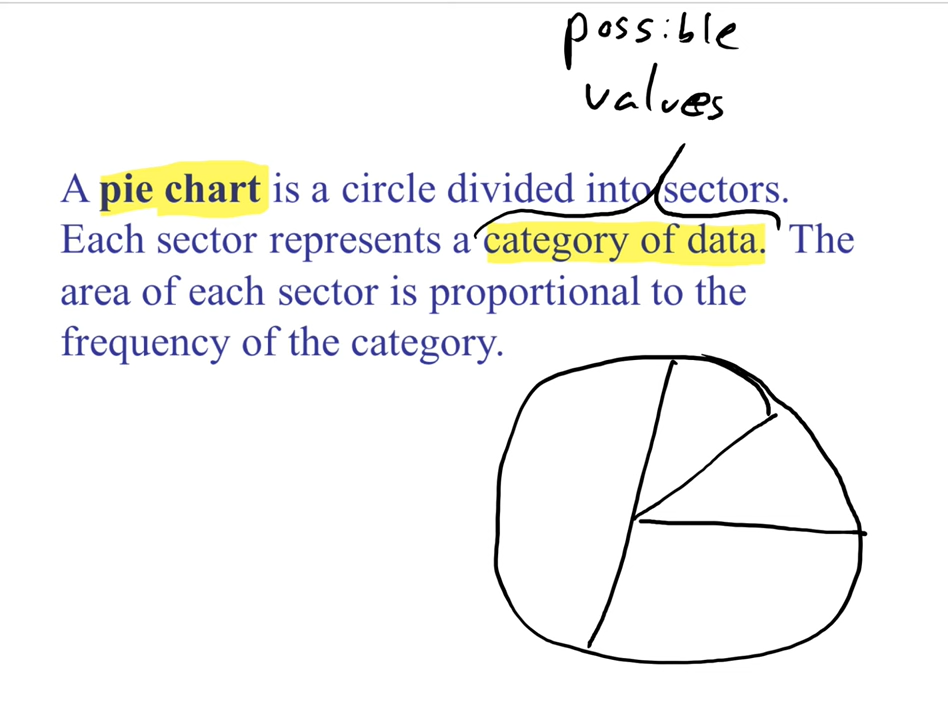 possible
values
A pie chart is a circle divided into sectors.
Each sector represents a category of data. The
area of each sector is proportional to the
frequency of the category.